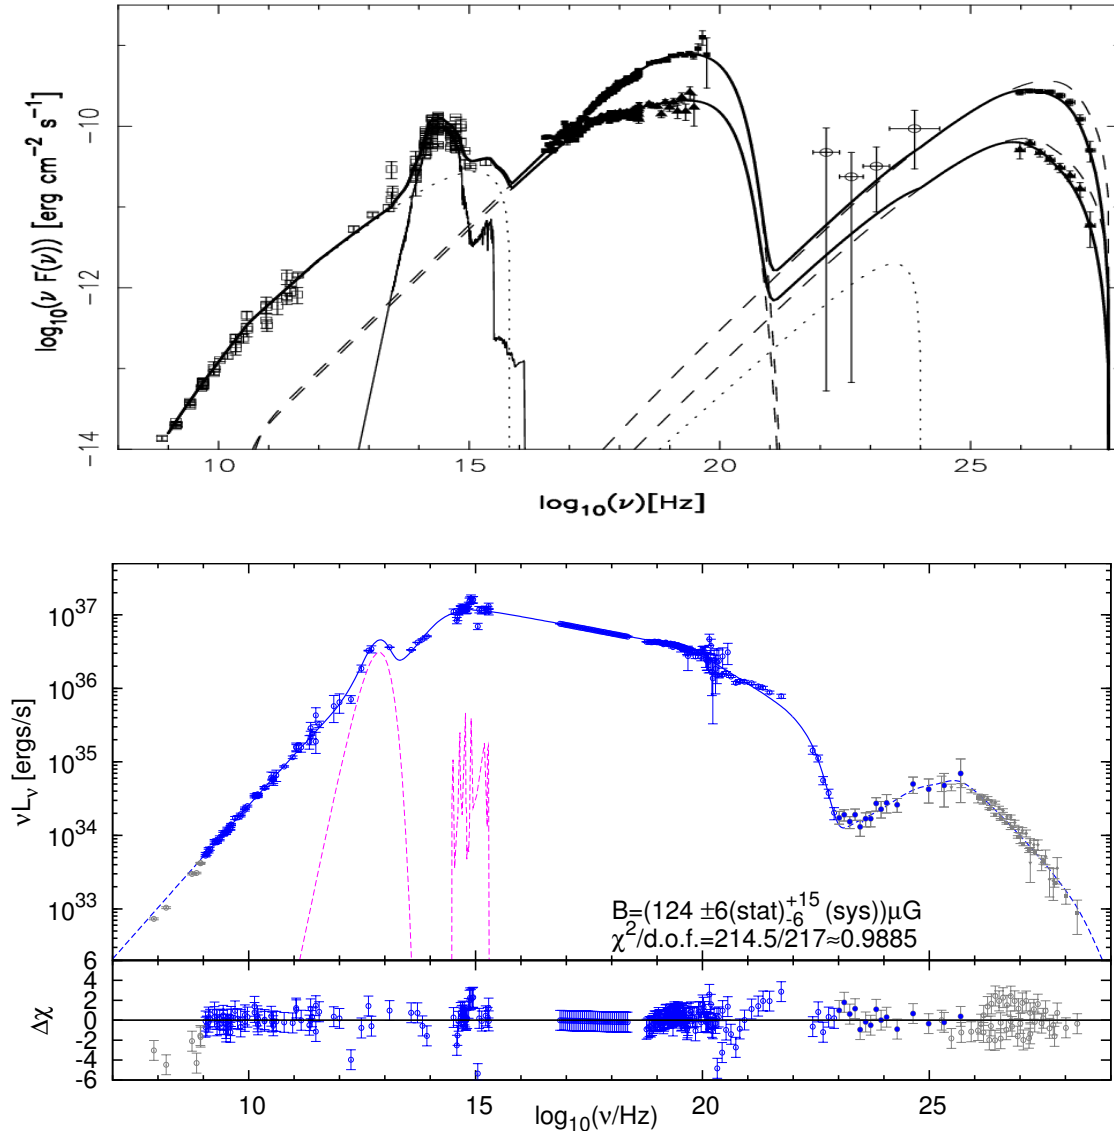 log₁₀(ν F(ν)) [erg cm⁻² s⁻¹]
−10
−12
−14
10 15 20 25
log₁₀(ν)[Hz]
νL_ν [ergs/s]
10³⁷
10³⁶
10³⁵
10³⁴
10³³
B=(124 ±6(stat)₋₆⁺¹⁵ (sys))μG
χ²/d.o.f.=214.5/217≈0.9885
Δχ
6
4
2
0
-2
-4
-6
10 15 20 25
log₁₀(ν/Hz)